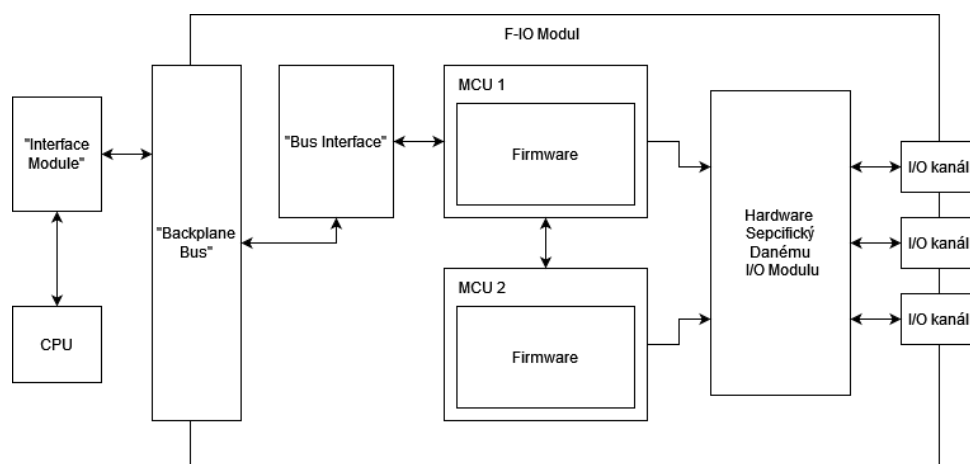 F-IO Modul
"Interface
Module"
CPU
"Backplane
Bus"
"Bus Interface"
MCU 1
Firmware
MCU 2
Firmware
Hardware
Sepcifický
Danému
I/O Modulu
I/O kanál
I/O kanál
I/O kanál